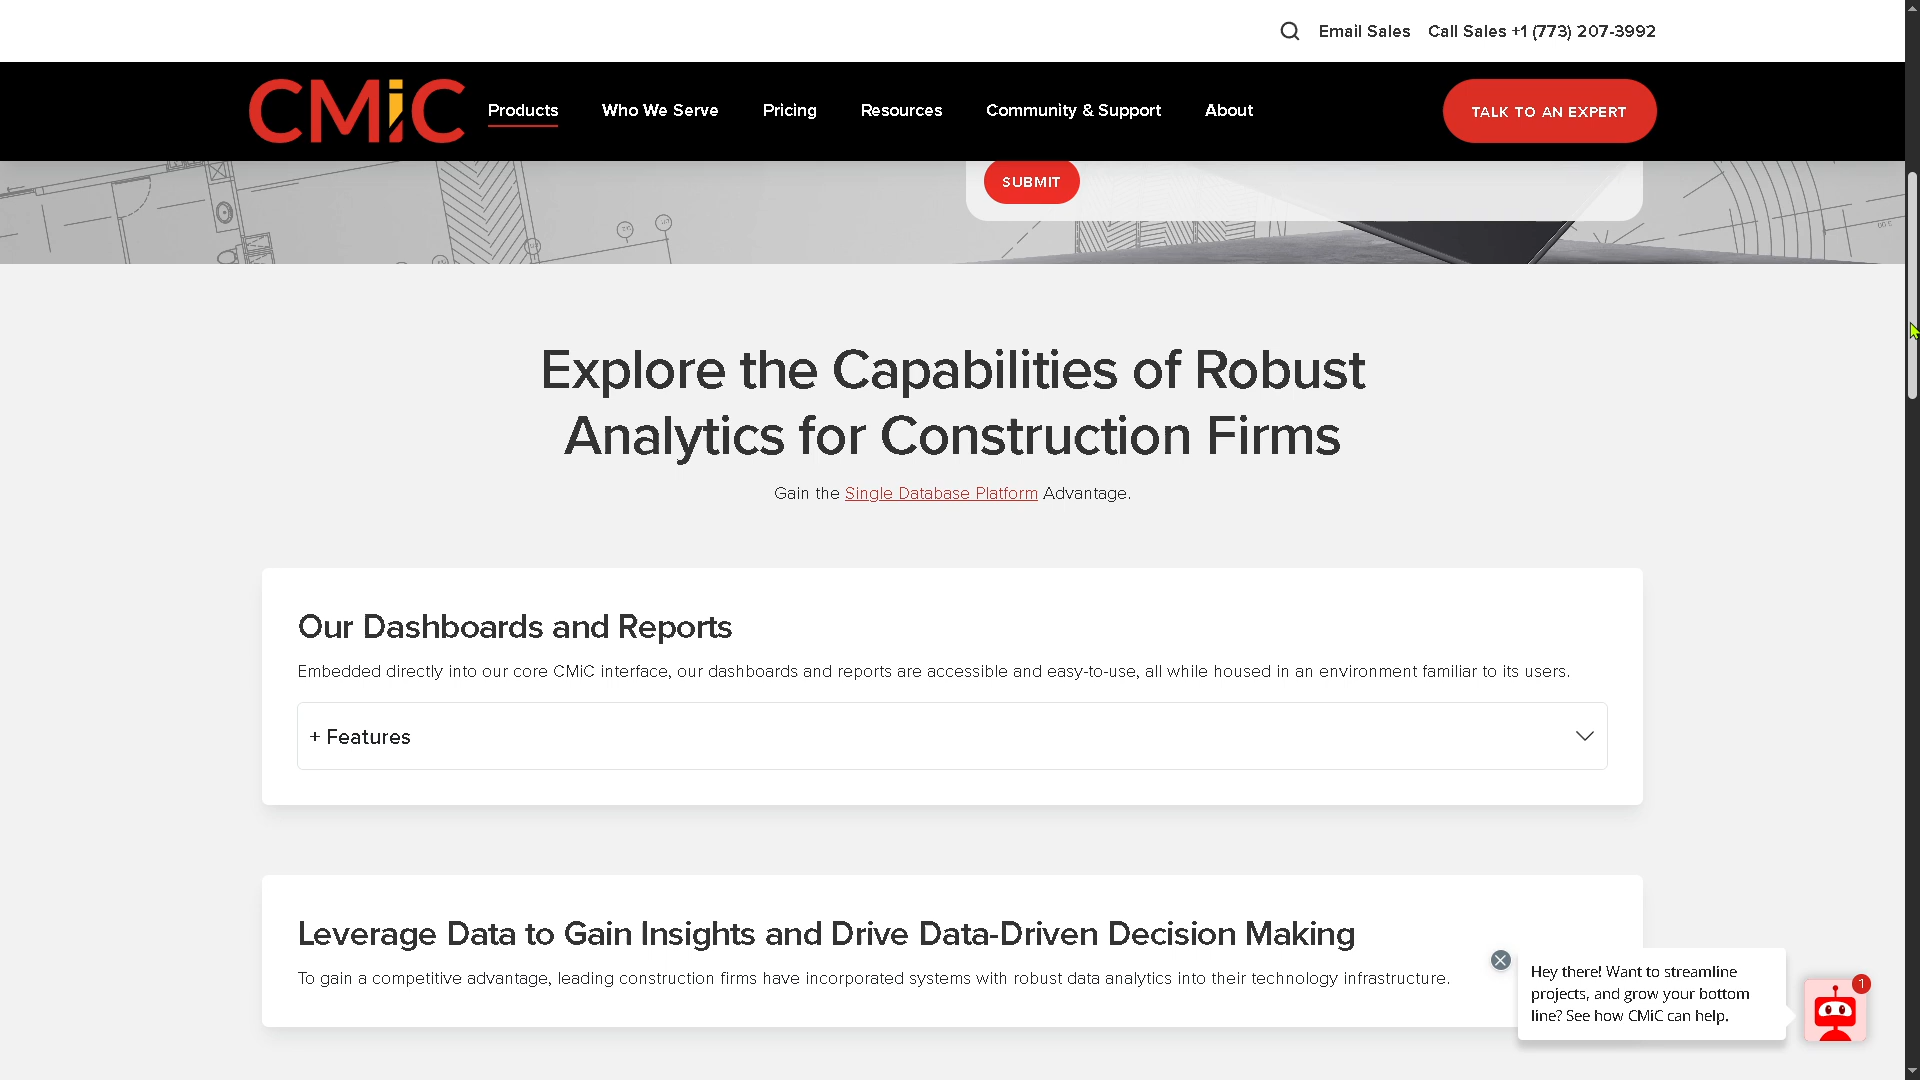 Email Sales Call Sales +1 (773) 207-3992
CMiC Products Who We Serve Pricing Resources Community & Support About TALK TO AN EXPERT
SUBMIT
Explore the Capabilities of Robust
Analytics for Construction Firms
Gain the Single Database Platform Advantage.
Our Dashboards and Reports
Embedded directly into our core CMiC interface, our dashboards and reports are accessible and easy-to-use, all while housed in an environment familiar to its users.
+ Features
Leverage Data to Gain Insights and Drive Data-Driven Decision Making
To gain a competitive advantage, leading construction firms have incorporated systems with robust data analytics into their technology infrastructure.
Hey there! Want to streamline
projects, and grow your bottom
line? See how CMiC can help.
1